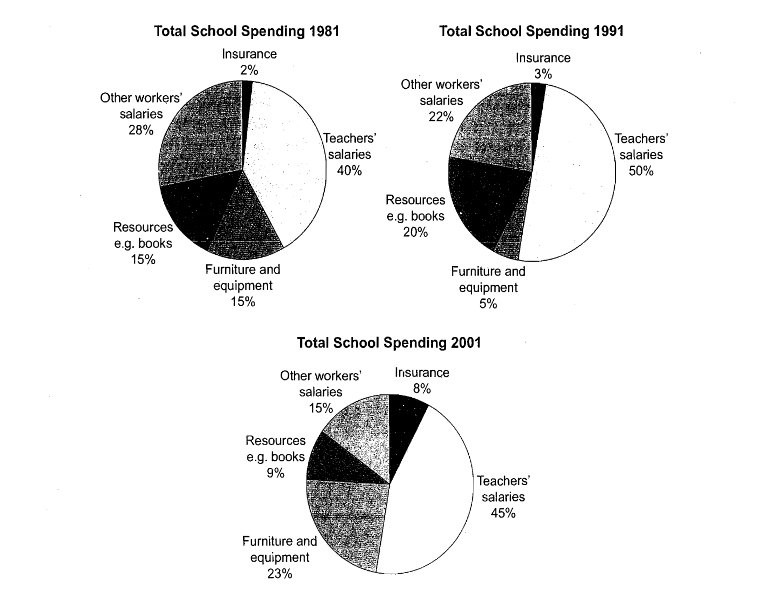 Total School Spending 1981
Insurance
2%
Other workers'
salaries
28%
Teachers'
salaries
40%
Resources
e.g. books
15%
Furniture and
equipment
15%
Total School Spending 1991
Insurance
3%
Other workers'
salaries
22%
Teachers'
salaries
50%
Resources
e.g. books
20%
Furniture and
equipment
5%
Total School Spending 2001
Insurance
8%
Other workers'
salaries
15%
Resources
e.g. books
9%
Teachers'
salaries
45%
Furniture and
equipment
23%